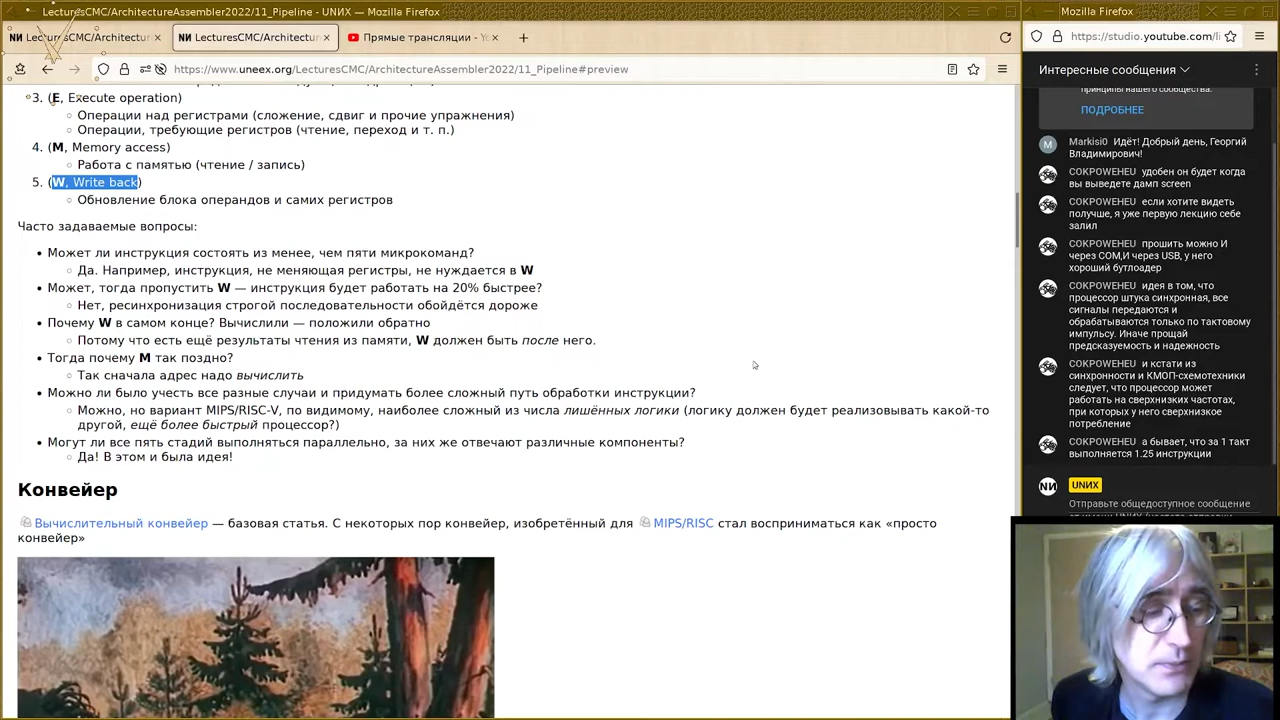 LecturesCMC/ArchitectureAssembler2022/11_Pipeline - UNИX — Mozilla Firefox
Mozilla Firefox
LecturesCMC/Architectur
LecturesCMC/Architectur
Прямые трансляции - Yo
https://www.uneex.org/LecturesCMC/ArchitectureAssembler2022/11_Pipeline#preview
https://studio.youtube.com/li
3. (E, Execute operation)
Операции над регистрами (сложение, сдвиг и прочие упражнения)
Операции, требующие регистров (чтение, переход и т. п.)
4. (M, Memory access)
Работа с памятью (чтение / запись)
5. (W, Write back)
Обновление блока операндов и самих регистров
Часто задаваемые вопросы:
Может ли инструкция состоять из менее, чем пяти микрокоманд?
Да. Например, инструкция, не меняющая регистры, не нуждается в W
Может, тогда пропустить W — инструкция будет работать на 20% быстрее?
Нет, ресинхронизация строгой последовательности обойдётся дороже
Почему W в самом конце? Вычислили — положили обратно
Потому что есть ещё результаты чтения из памяти, W должен быть после него.
Тогда почему M так поздно?
Так сначала адрес надо вычислить
Можно ли было учесть все разные случаи и придумать более сложный путь обработки инструкции?
Можно, но вариант MIPS/RISC-V, по видимому, наиболее сложный из числа лишённых логики (логику должен будет реализовывать какой-то
другой, ещё более быстрый процессор?)
Могут ли все пять стадий выполняться параллельно, за них же отвечают различные компоненты?
Да! В этом и была идея!
Конвейер
Вычислительный конвейер — базовая статья. С некоторых пор конвейер, изобретённый для MIPS/RISC стал восприниматься как «просто
конвейер»
Интересные сообщения
принципы нашего сообщества.
ПОДРОБНЕЕ
M Markisi0 Идёт! Добрый день, Георгий
Владимирович!
COKPOWEHEU удобен он будет когда
вы выведете дамп screen
COKPOWEHEU если хотите видеть
получше, я уже первую лекцию себе
залил
COKPOWEHEU прошить можно И
через COM,И через USB, у него
хороший бутлоадер
COKPOWEHEU идея в том, что
процессор штука синхронная, все
сигналы передаются и
обрабатываются только по тактовому
импульсу. Иначе прощай
предсказуемость и надежность
COKPOWEHEU и кстати из
синхронности и КМОП-схемотехники
следует, что процессор может
работать на сверхнизких частотах,
при которых у него сверхнизкое
потребление
COKPOWEHEU а бывает, что за 1 такт
выполняется 1.25 инструкции
NИ UNИX
Отправьте общедоступное сообщение